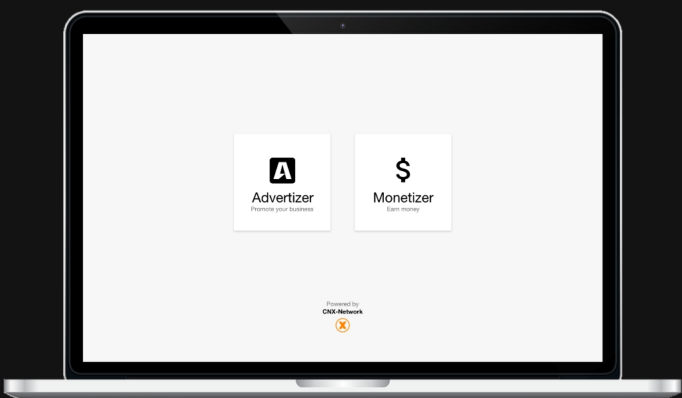 A
Advertizer
Promote your business
$
Monetizer
Earn money
Powered by
CNX-Network
X